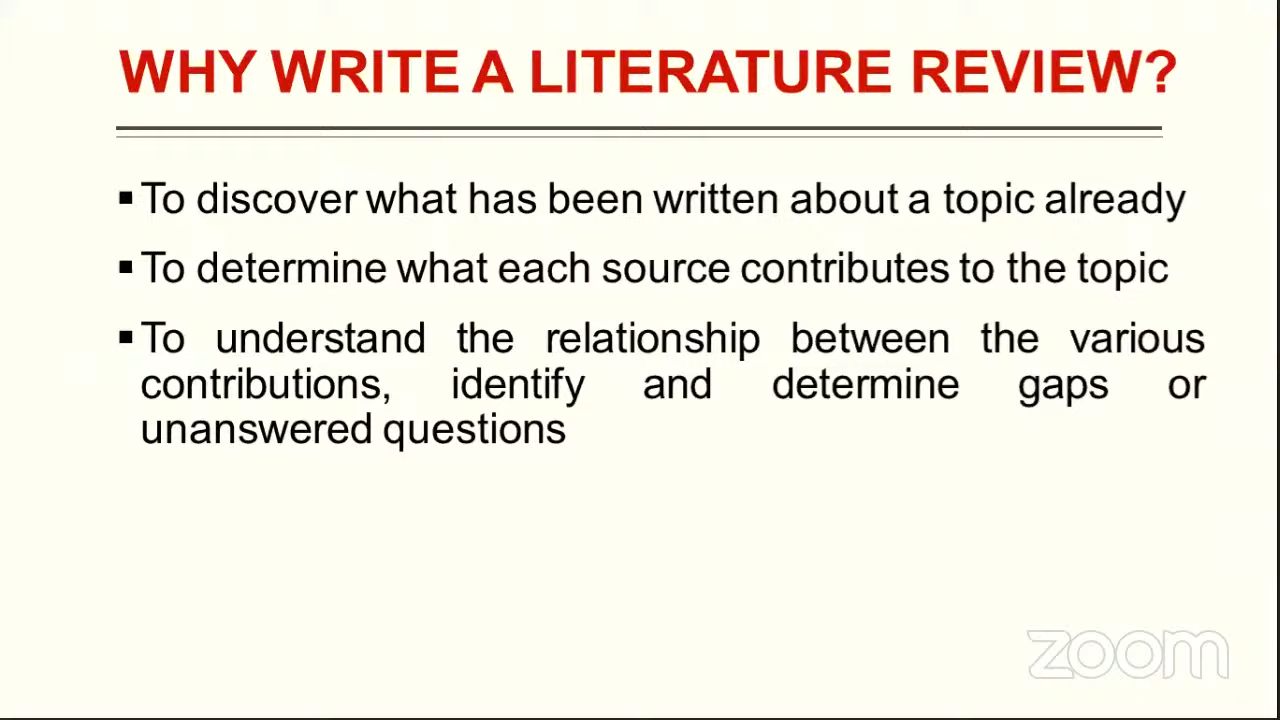 WHY WRITE A LITERATURE REVIEW?
▪ To discover what has been written about a topic already
▪ To determine what each source contributes to the topic
▪ To understand the relationship between the various
contributions, identify and determine gaps or
unanswered questions
zoom